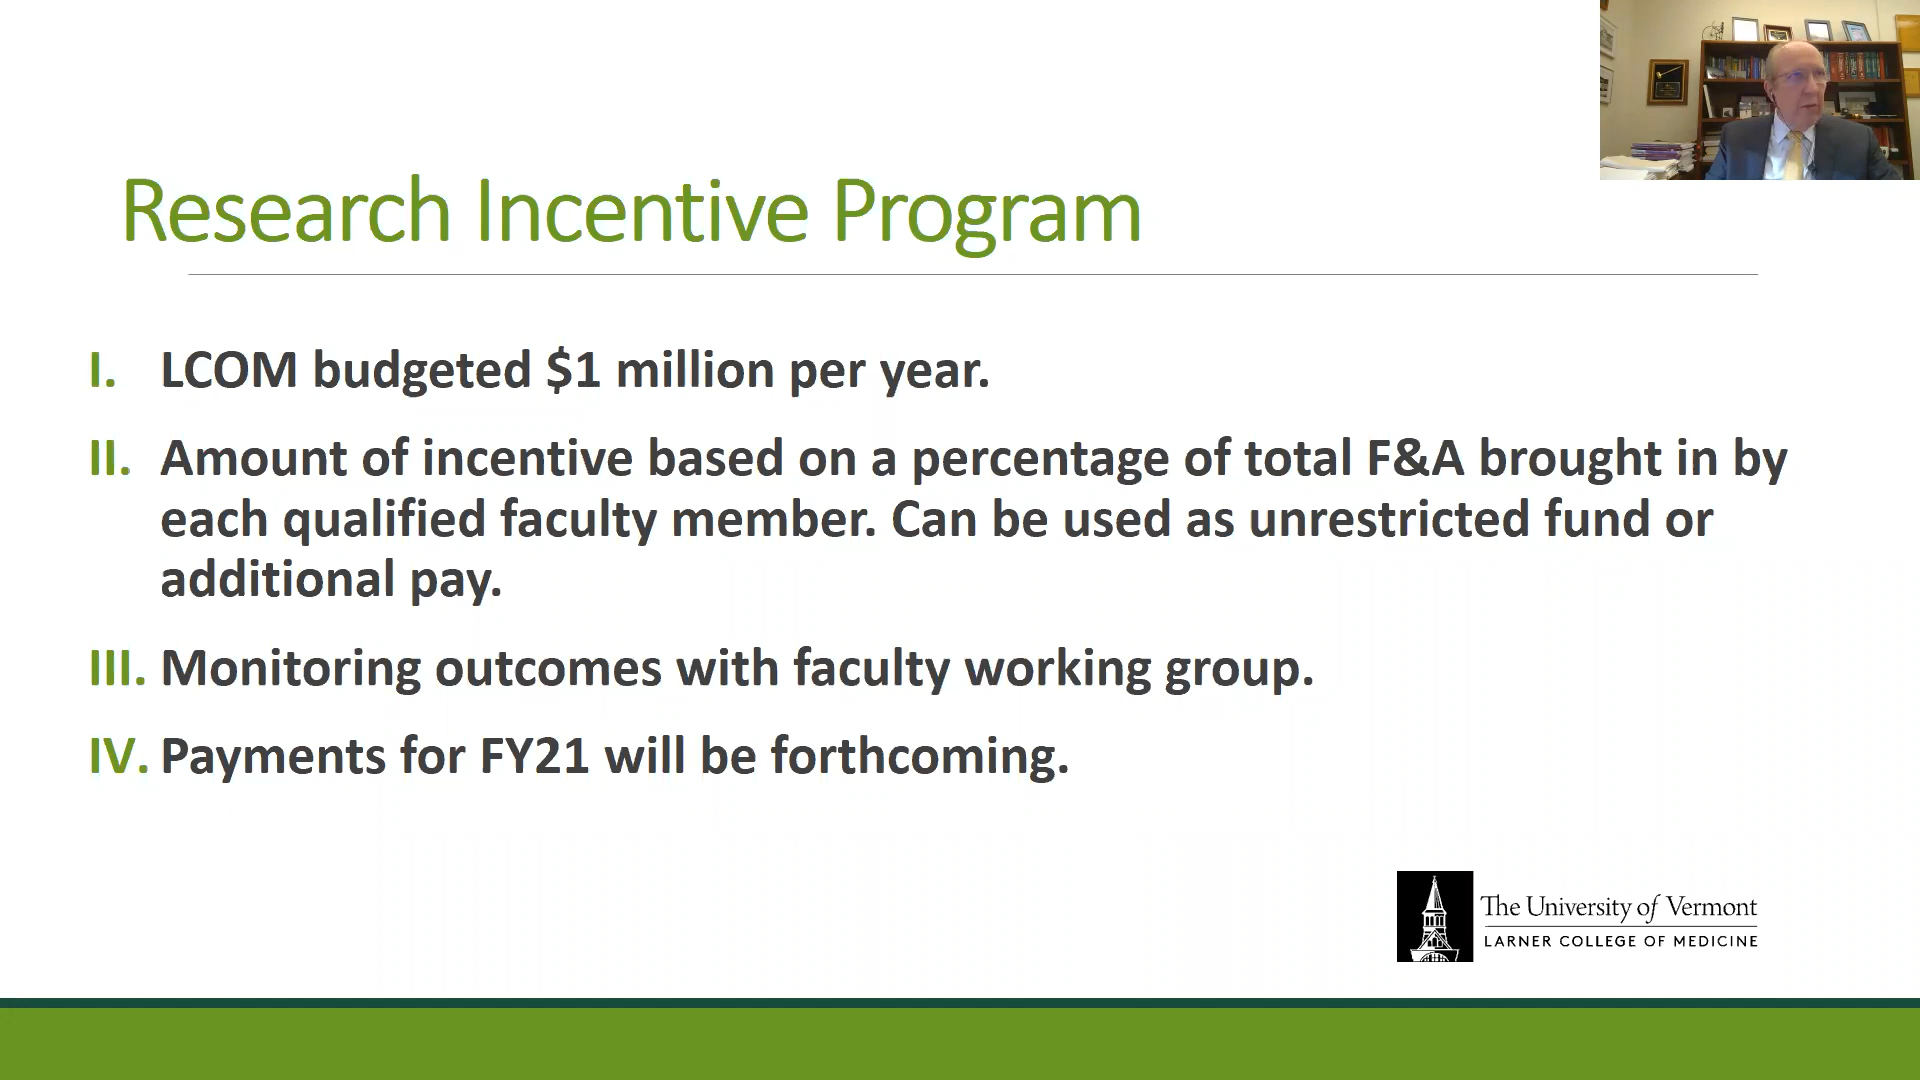 Research Incentive Program
I. LCOM budgeted $1 million per year.
II. Amount of incentive based on a percentage of total F&A brought in by
each qualified faculty member. Can be used as unrestricted fund or
additional pay.
III. Monitoring outcomes with faculty working group.
IV. Payments for FY21 will be forthcoming.
The University of Vermont
LARNER COLLEGE OF MEDICINE